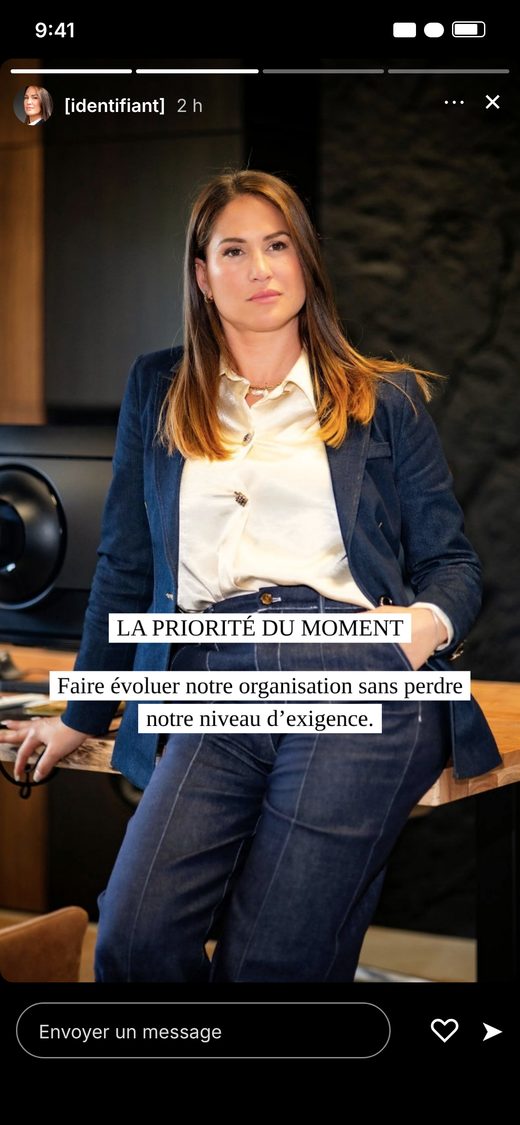 9:41
[identifiant] 2 h
LA PRIORITÉ DU MOMENT
Faire évoluer notre organisation sans perdre
notre niveau d’exigence.
Envoyer un message